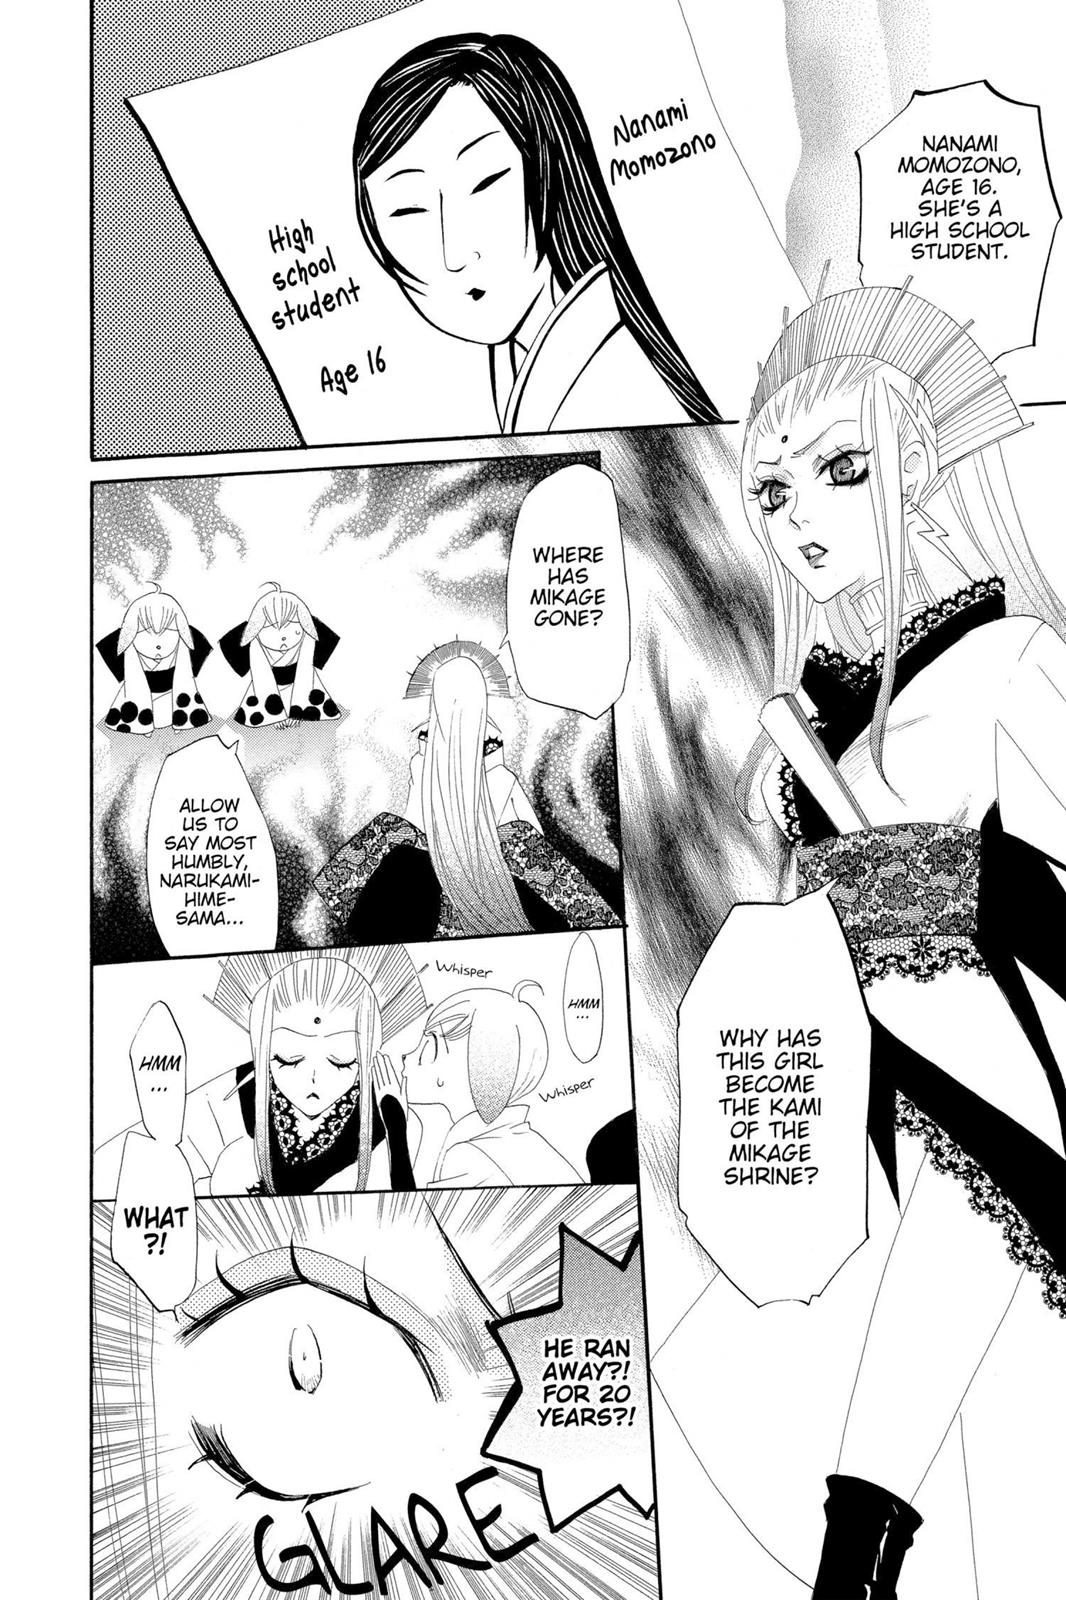 NANAMI
MOMOZONO,
AGE 16.
SHE'S A
HIGH SCHOOL
STUDENT.
Nanami
Momozono
High
school
student
Age 16
WHY HAS
THIS GIRL
BECOME
THE KAMI
OF THE
MIKAGE
SHRINE?
WHERE
HAS
MIKAGE
GONE?
ALLOW
US TO
SAY MOST
HUMBLY,
NARUKAMI-
HIME-
SAMA...
HMM
...
Whisper
Whisper
HMM
...
WHAT
?!
HE RAN
AWAY?!
FOR 20
YEARS?!
GLARE